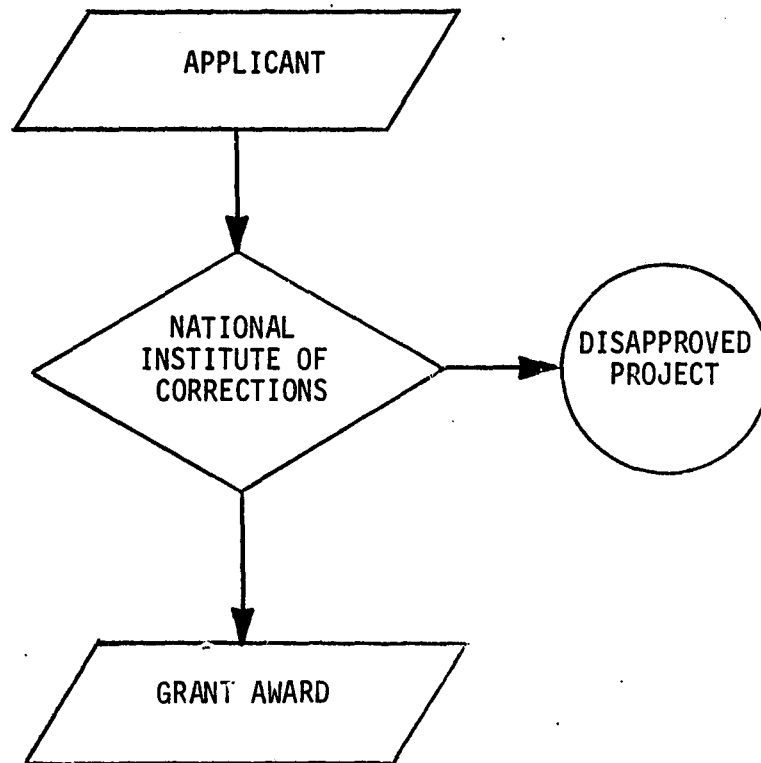 APPLICANT
NATIONAL
INSTITUTE OF
CORRECTIONS
DISAPPROVED
PROJECT
GRANT AWARD